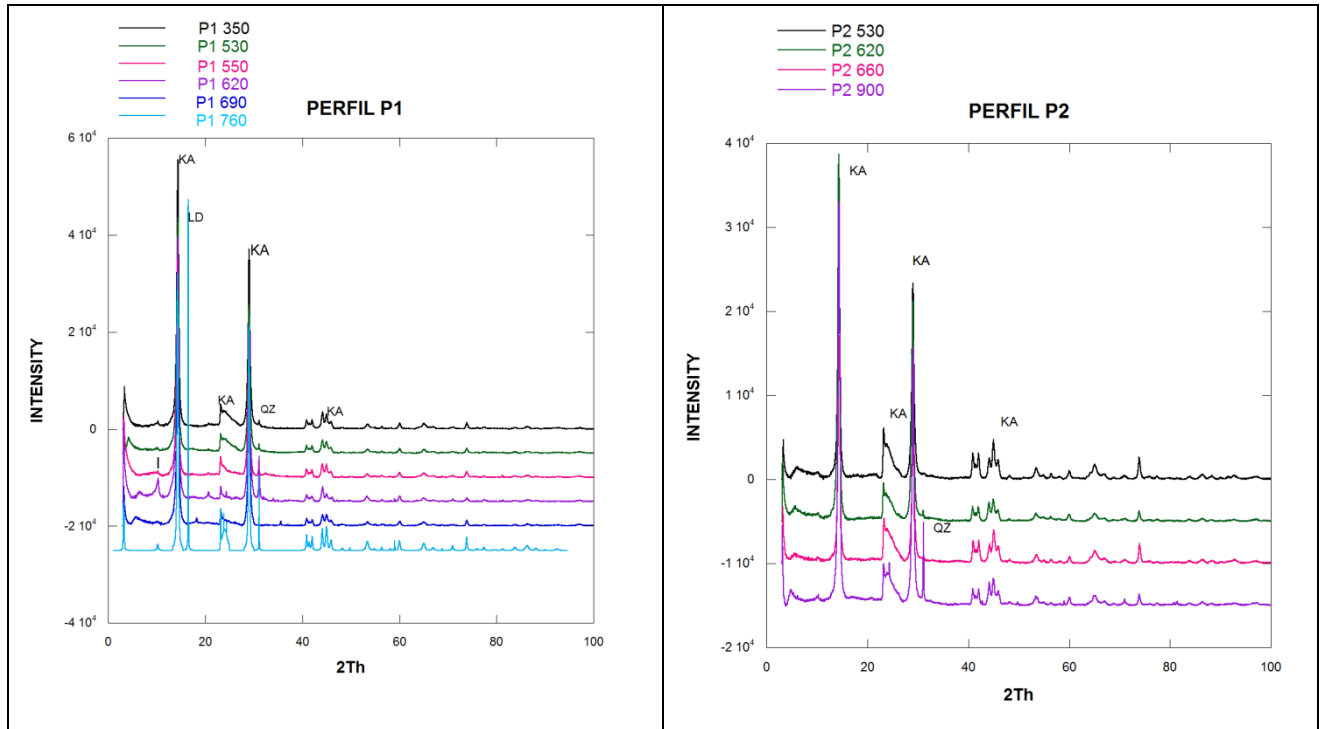 P1 350
P1 530
P1 550
P1 620
P1 690
P1 760
PERFIL P1
6 10⁴
4 10⁴
2 10⁴
0
-2 10⁴
-4 10⁴
INTENSITY
KA
LD
KA
KA
QZ
KA
I
0
20
40
60
80
100
2Th
P2 530
P2 620
P2 660
P2 900
PERFIL P2
4 10⁴
3 10⁴
2 10⁴
1 10⁴
0
-1 10⁴
-2 10⁴
INTENSITY
KA
KA
KA
KA
QZ
0
20
40
60
80
100
2Th